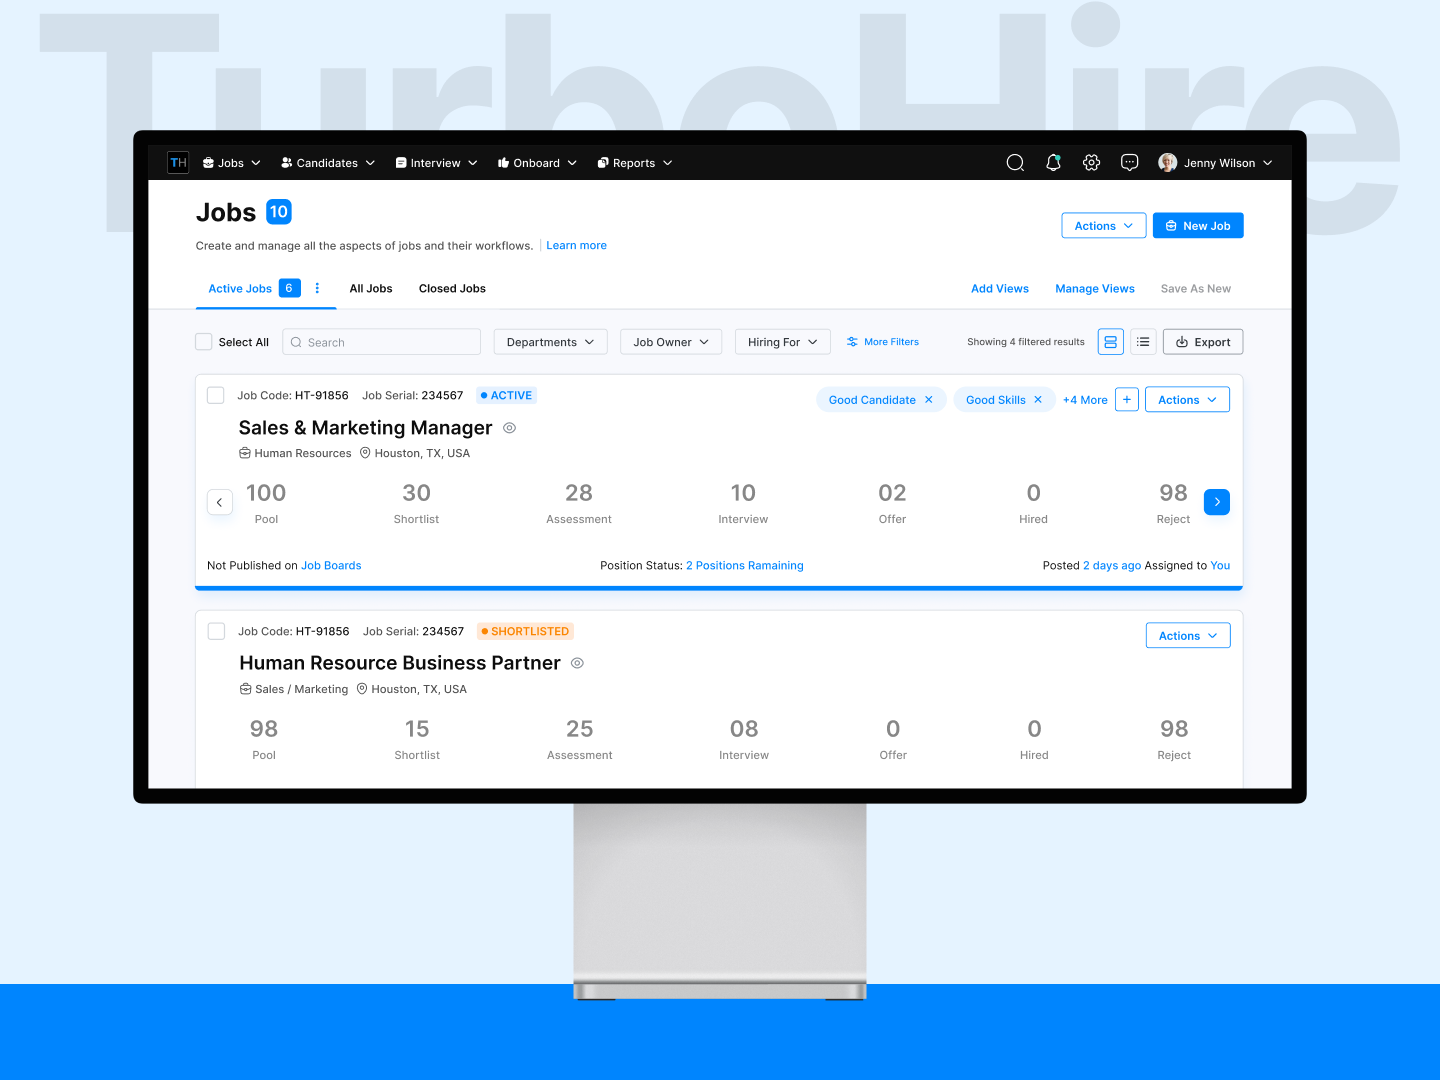 TurboHire
TH Jobs Candidates Interview Onboard Reports Jenny Wilson
Jobs 10
Create and manage all the aspects of jobs and their workflows. Learn more
Actions New Job
Active Jobs 6 All Jobs Closed Jobs Add Views Manage Views Save As New
Select All Search Departments Job Owner Hiring For More Filters Showing 4 filtered results Export
Job Code: HT-91856 Job Serial: 234567 ACTIVE Good Candidate Good Skills +4 More + Actions
Sales & Marketing Manager
Human Resources Houston, TX, USA
100 30 28 10 02 0 98
Pool Shortlist Assessment Interview Offer Hired Reject
Not Published on Job Boards Position Status: 2 Positions Ramaining Posted 2 days ago Assigned to You
Job Code: HT-91856 Job Serial: 234567 SHORTLISTED Actions
Human Resource Business Partner
Sales / Marketing Houston, TX, USA
98 15 25 08 0 0 98
Pool Shortlist Assessment Interview Offer Hired Reject